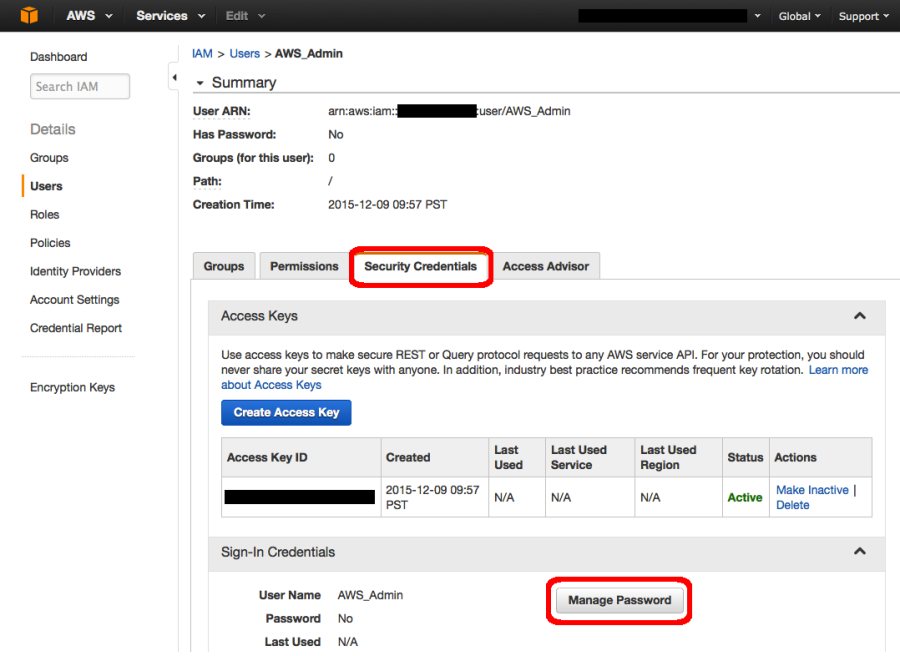 AWS Services Edit Global Support
Dashboard
Search IAM
Details
Groups
Users
Roles
Policies
Identity Providers
Account Settings
Credential Report
Encryption Keys
IAM > Users > AWS_Admin
Summary
User ARN: arn:aws:iam:: :user/AWS_Admin
Has Password: No
Groups (for this user): 0
Path: /
Creation Time: 2015-12-09 09:57 PST
Groups Permissions Security Credentials Access Advisor
Access Keys
Use access keys to make secure REST or Query protocol requests to any AWS service API. For your protection, you should
never share your secret keys with anyone. In addition, industry best practice recommends frequent key rotation. Learn more
about Access Keys
Create Access Key
Access Key ID Created Last Used Last Used Service Last Used Region Status Actions
2015-12-09 09:57 PST N/A N/A N/A Active Make Inactive | Delete
Sign-In Credentials
User Name AWS_Admin
Manage Password
Password No
Last Used N/A